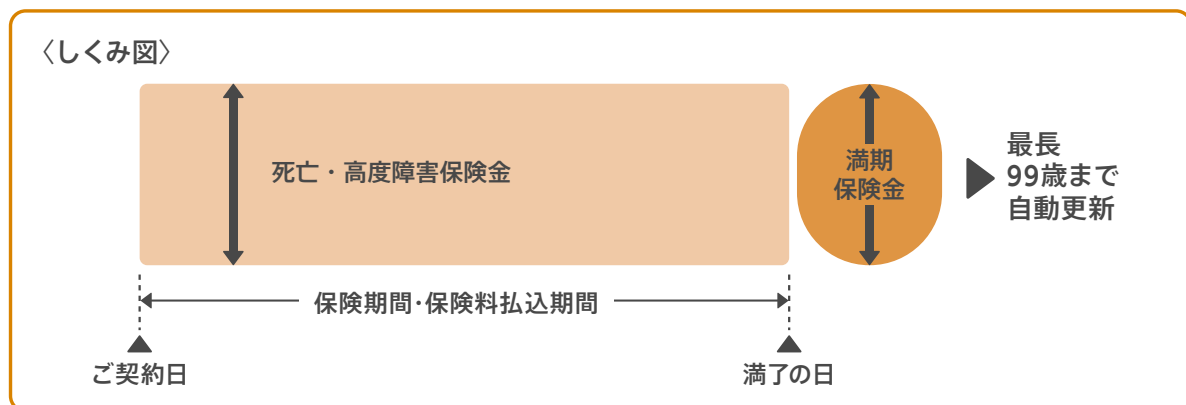 〈しくみ図〉
死亡・高度障害保険金
満期
保険金
最長
99歳まで
自動更新
保険期間・保険料払込期間
ご契約日
満了の日